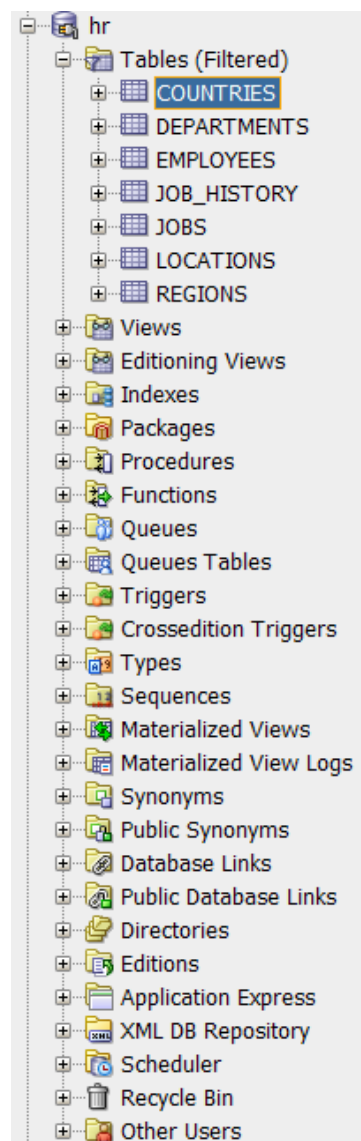 hr
Tables (Filtered)
COUNTRIES
DEPARTMENTS
EMPLOYEES
JOB_HISTORY
JOBS
LOCATIONS
REGIONS
Views
Editioning Views
Indexes
Packages
Procedures
Functions
Queues
Queues Tables
Triggers
Crossedition Triggers
Types
Sequences
Materialized Views
Materialized View Logs
Synonyms
Public Synonyms
Database Links
Public Database Links
Directories
Editions
Application Express
XML DB Repository
Scheduler
Recycle Bin
Other Users